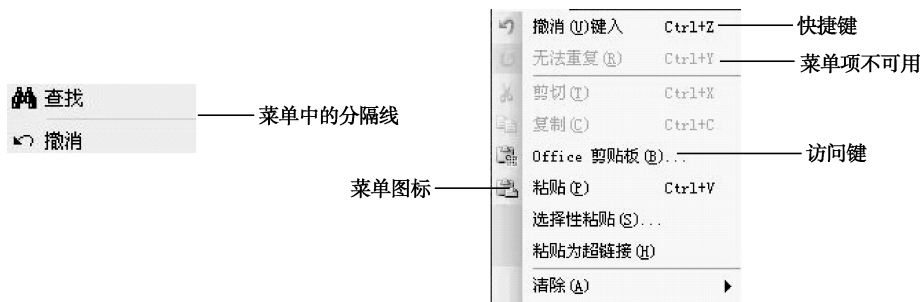 撤消(U)键入 Ctrl+Z 快捷键
无法重复(R) Ctrl+Y 菜单项不可用
剪切(T) Ctrl+X
查找
复制(C) Ctrl+C
菜单中的分隔线
撤消
Office 剪贴板(B)... 访问键
菜单图标 粘贴(P) Ctrl+V
选择性粘贴(S)...
粘贴为超链接(H)
清除(A)